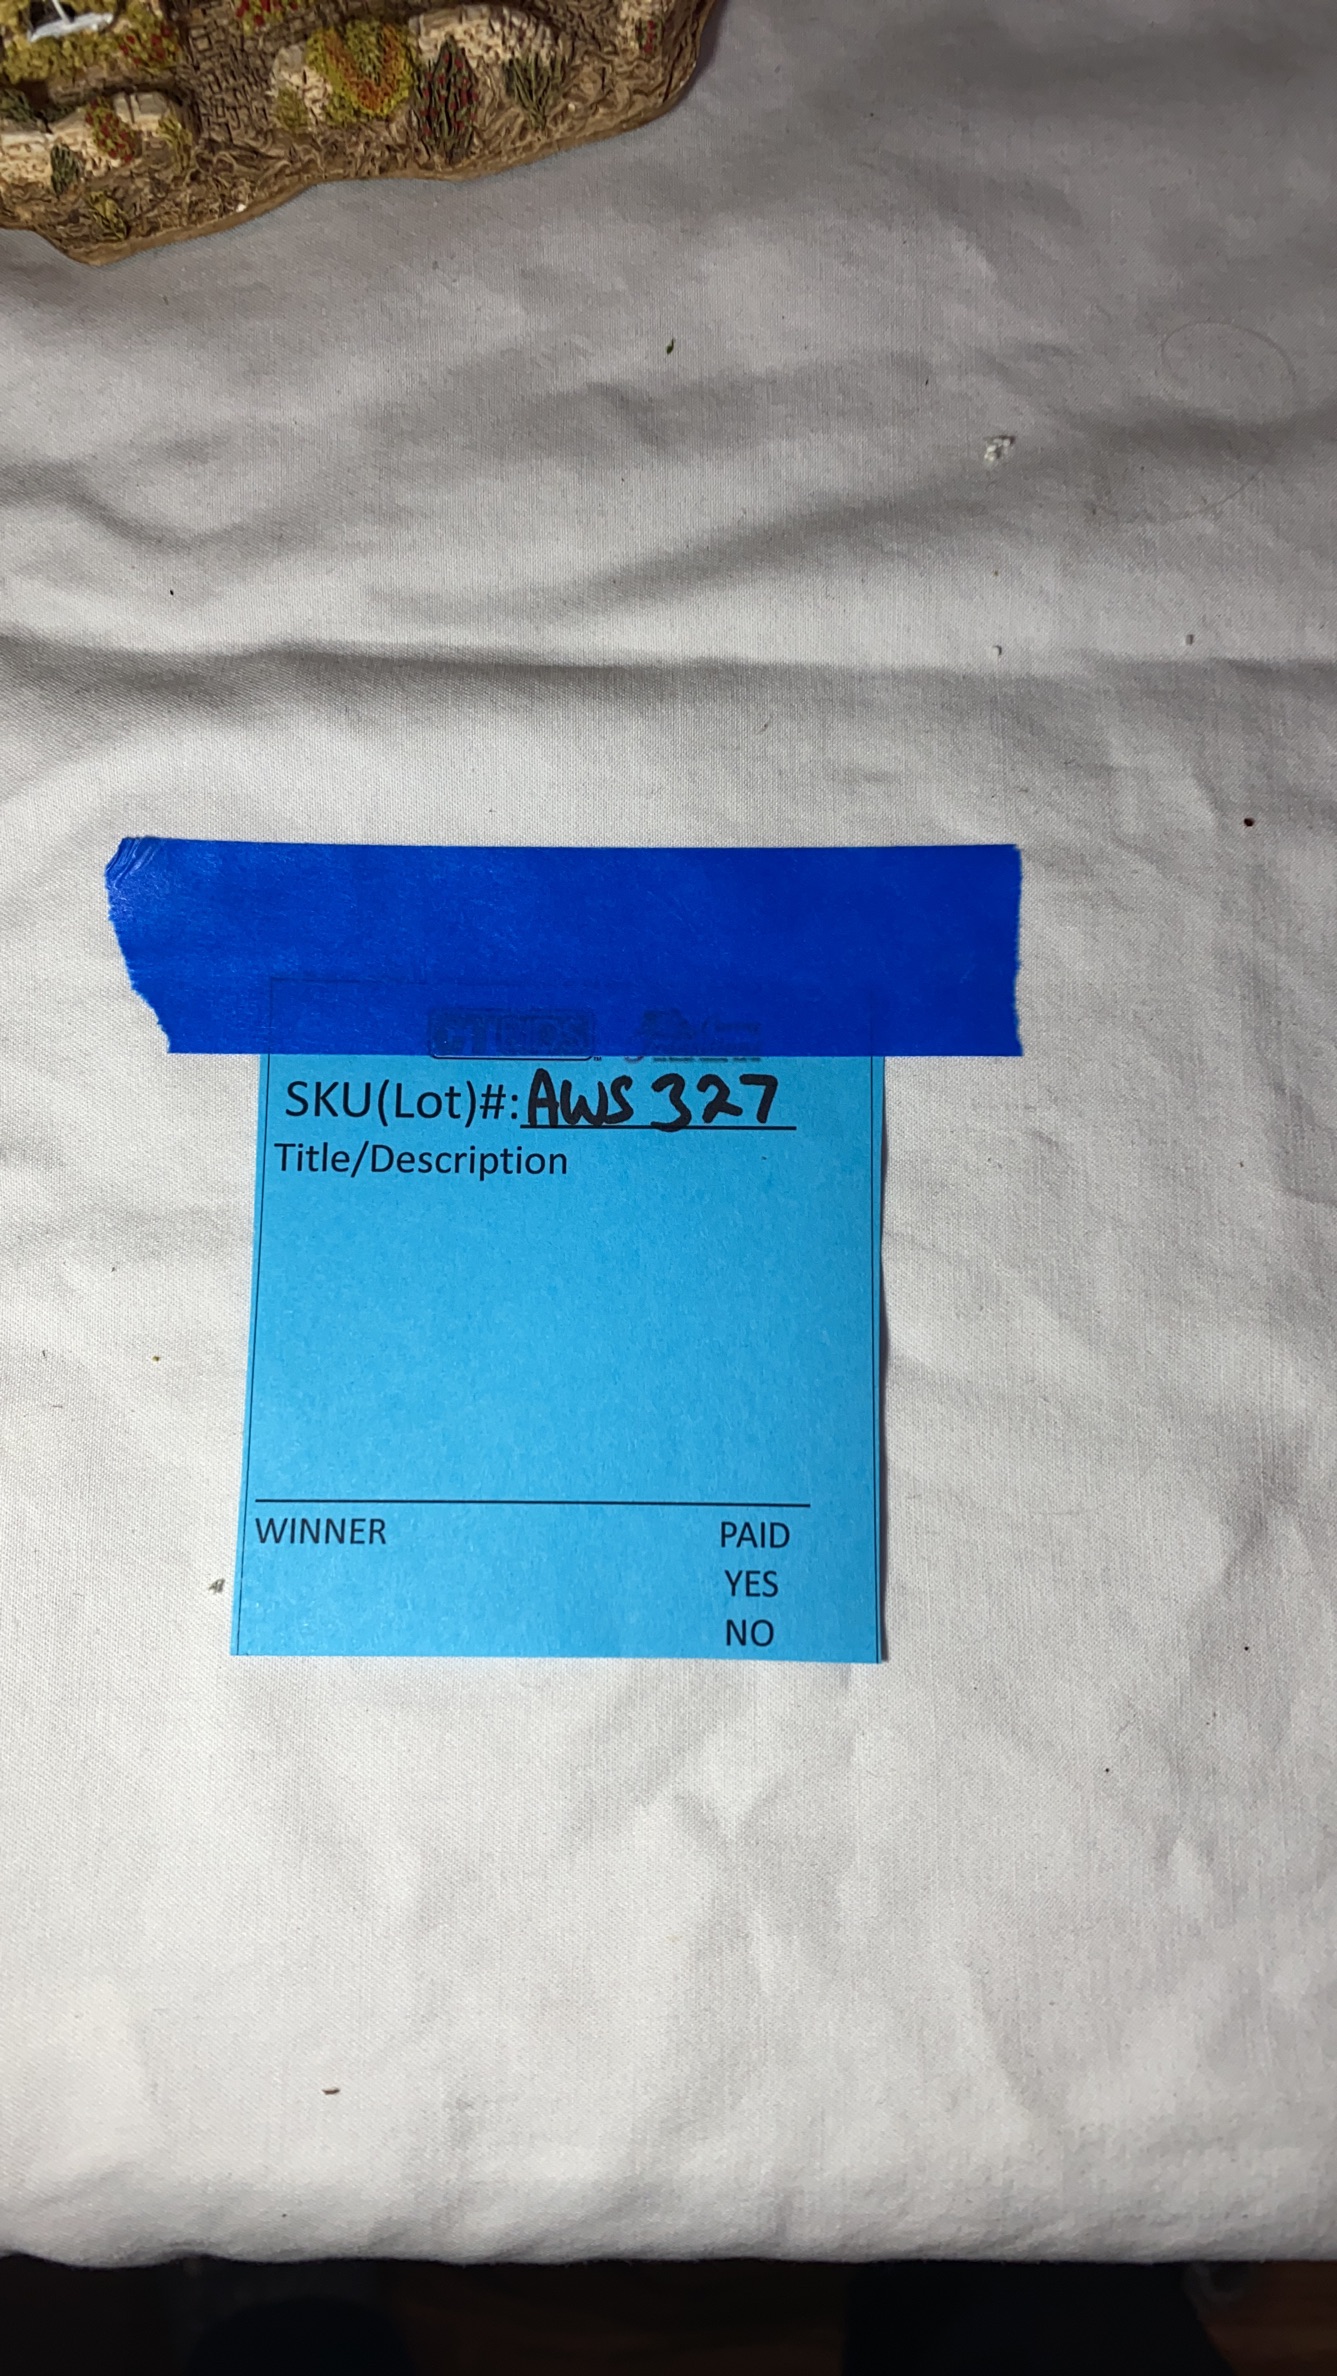 SKU(Lot)#: AWS 327
Title/Description
WINNER PAID
YES
NO